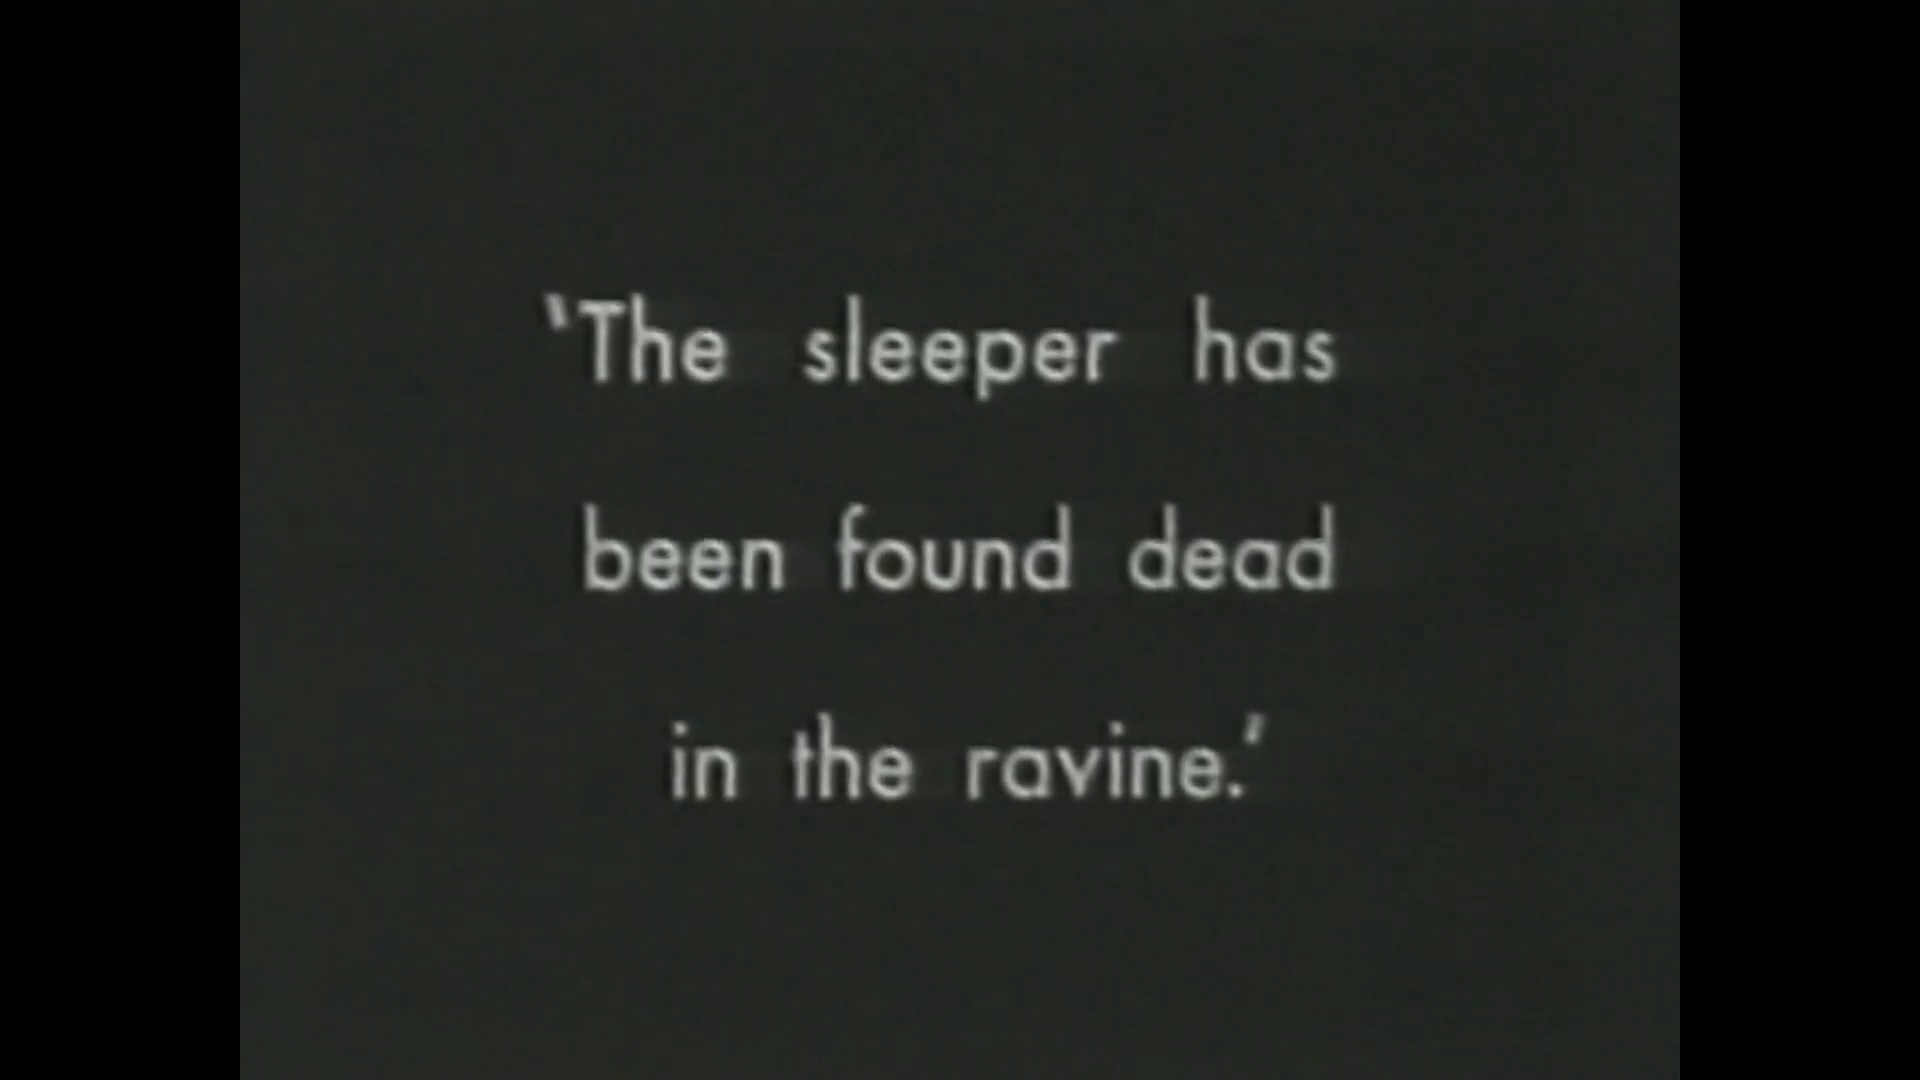 ‘The sleeper has
been found dead
in the ravine.’